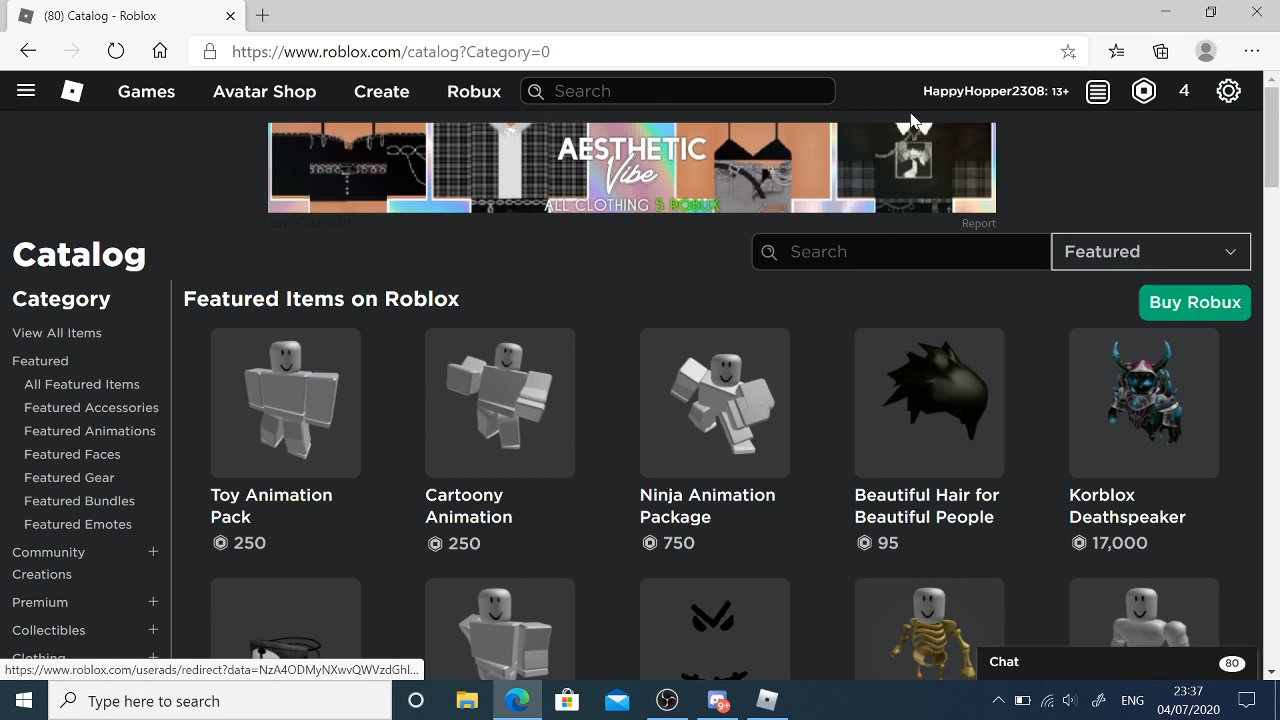 (80) Catalog - Roblox
https://www.roblox.com/catalog?Category=0
Games
Avatar Shop
Create
Robux
Search
HappyHopper2308: 13+
4
AESTHETIC
Vibe
ALL CLOTHING 5 ROBUX
ADVERTISEMENT
Report
Catalog
Search
Featured
Category
Featured Items on Roblox
Buy Robux
View All Items
Featured
All Featured Items
Featured Accessories
Featured Animations
Featured Faces
Featured Gear
Featured Bundles
Featured Emotes
Community +
Creations
Premium +
Collectibles +
Clothing +
Toy Animation
Pack
250
Cartoony
Animation
250
Ninja Animation
Package
750
Beautiful Hair for
Beautiful People
95
Korblox
Deathspeaker
17,000
https://www.roblox.com/userads/redirect?data=NzA4ODMyNXwvQWVzdGhl...
Chat
80
Type here to search
9+
ENG
23:37
04/07/2020